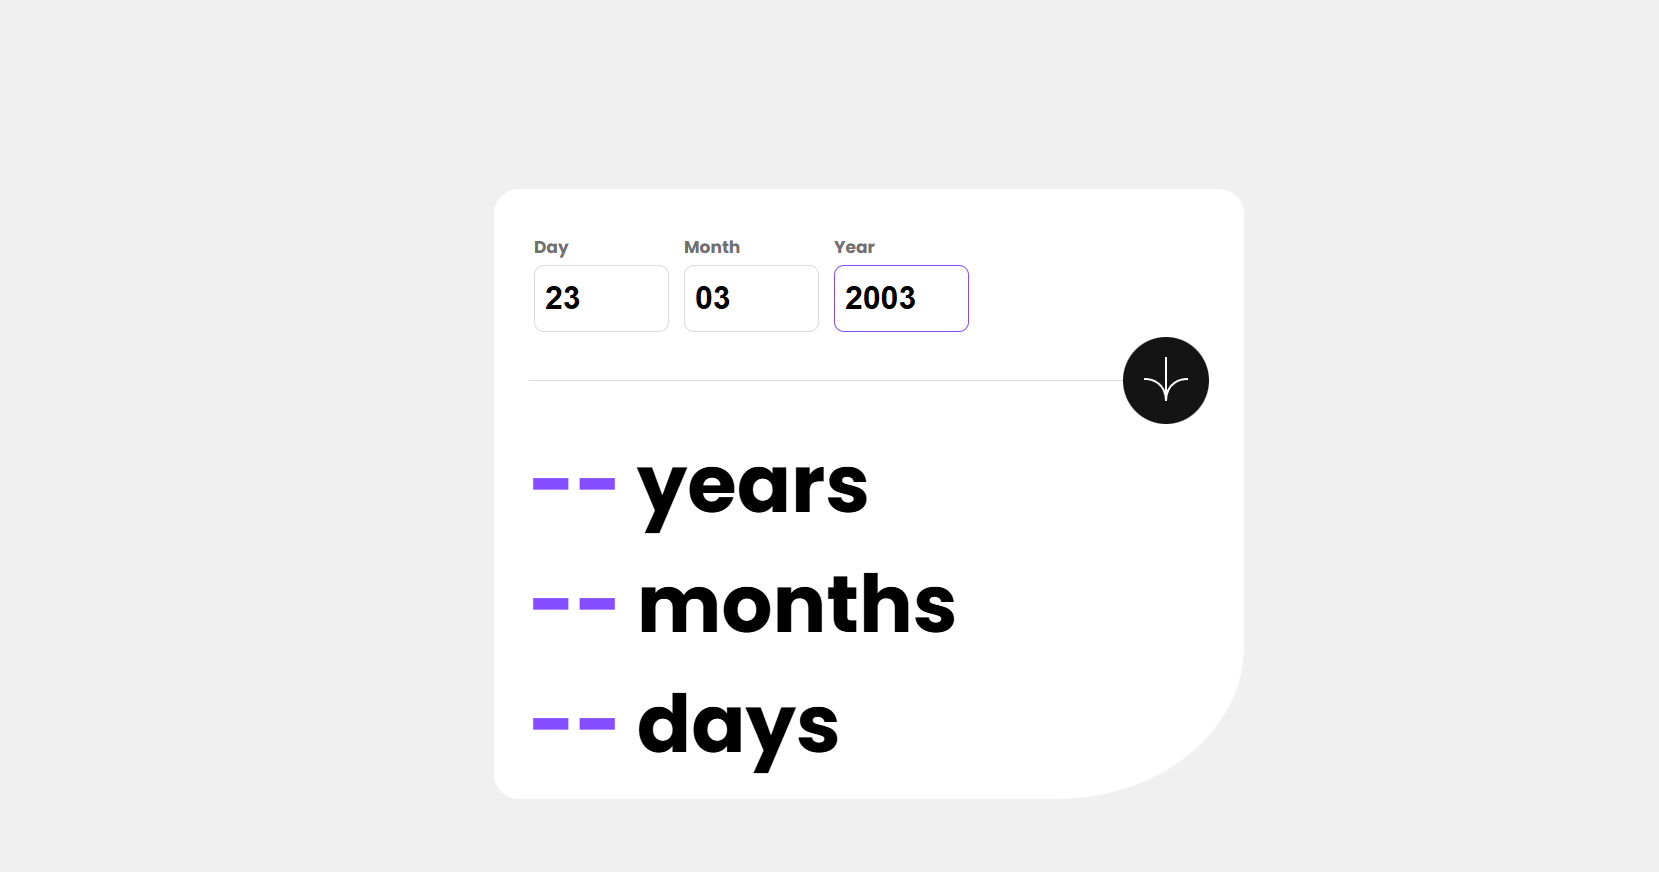 Day Month Year
23 03 2003
-- years
-- months
-- days